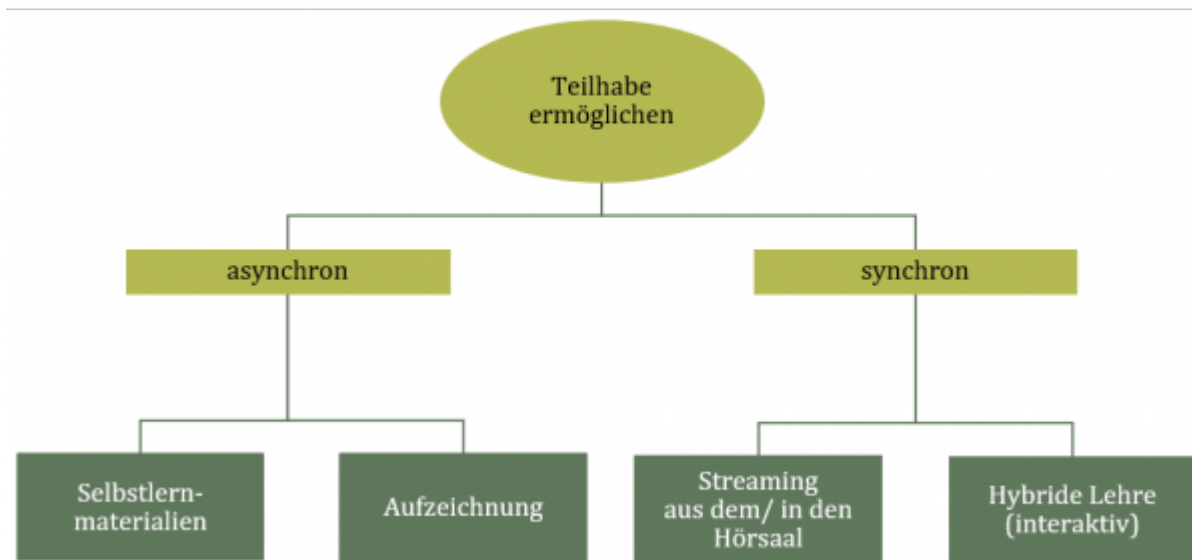 Teilhabe
ermöglichen
asynchron
synchron
Selbstlern-
materialien
Aufzeichnung
Streaming
aus dem/ in den
Hörsaal
Hybride Lehre
(interaktiv)